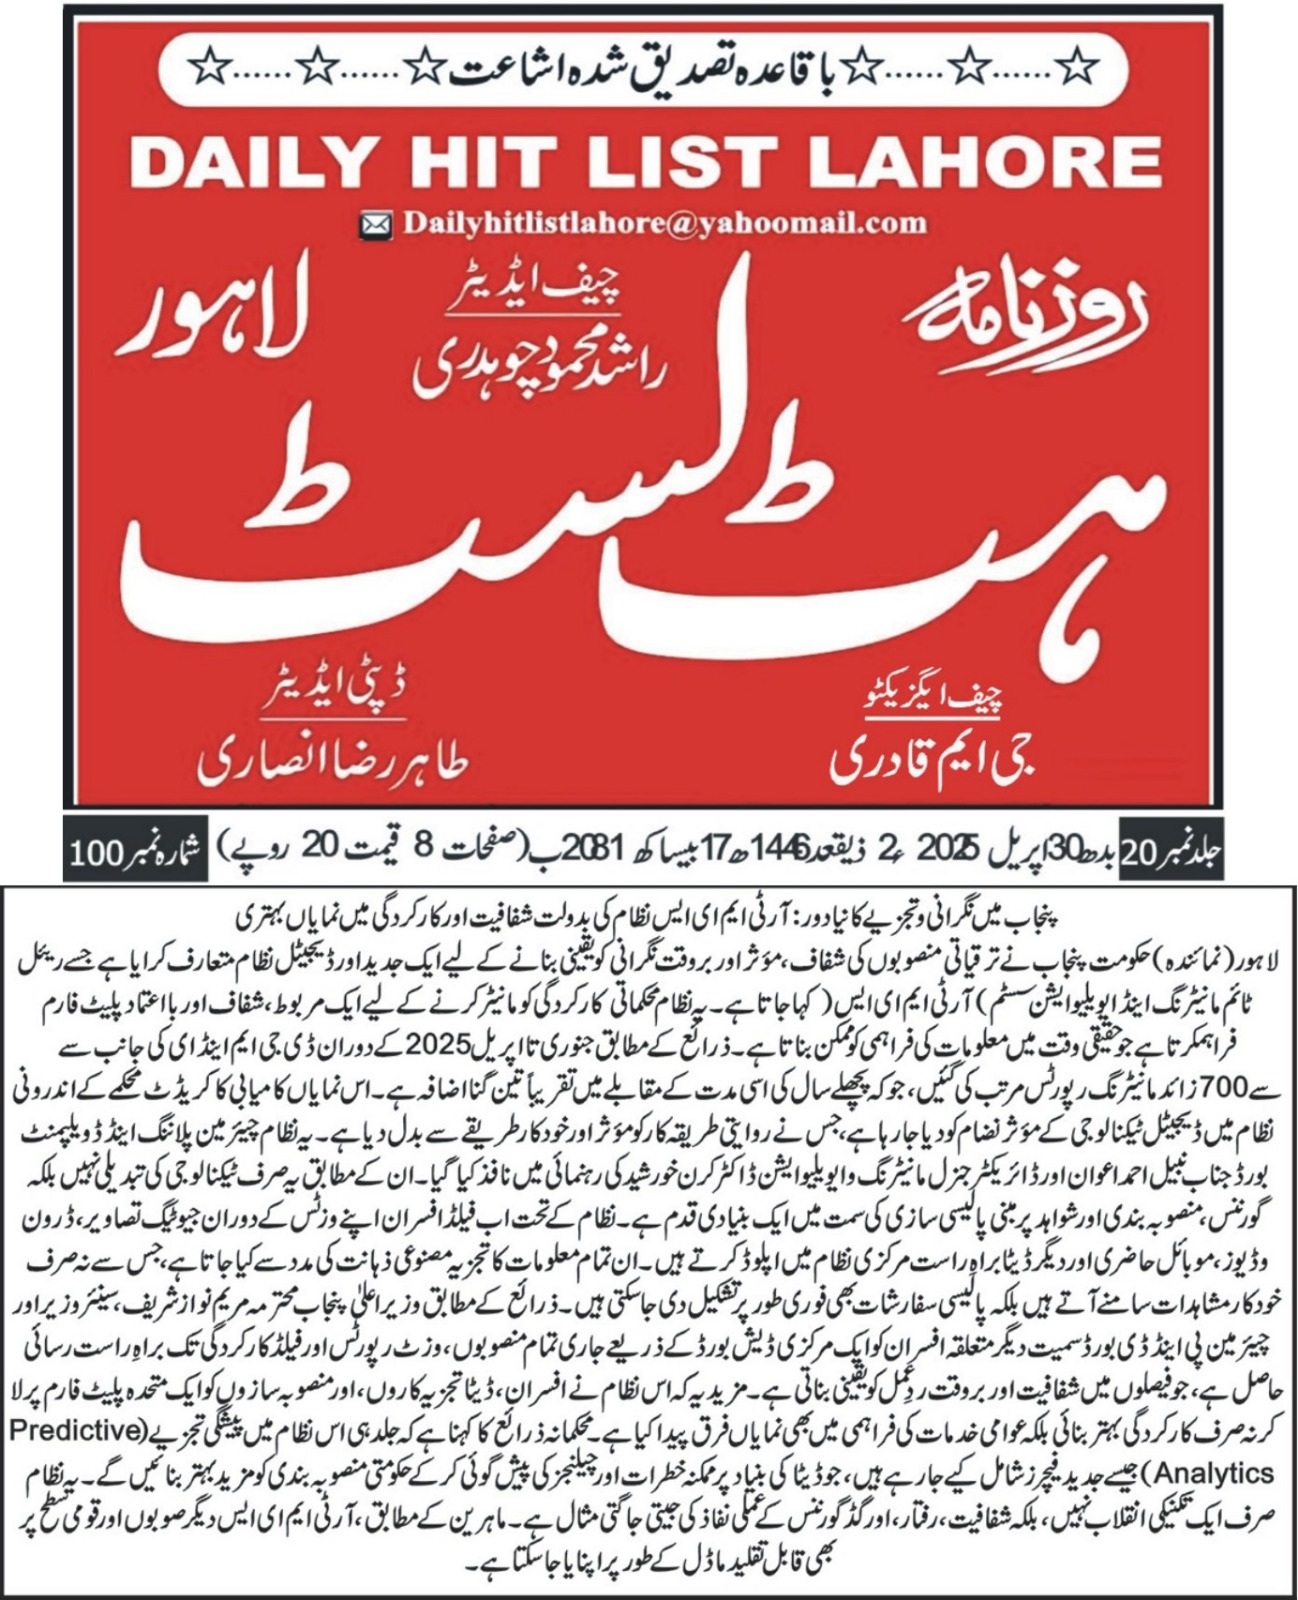 ☆......☆......☆باقاعدہ تصدیق شدہ اشاعت☆......☆......☆
DAILY HIT LIST LAHORE
Dailyhitlistlahore@yahoomail.com
روزنامہ
چیف ایڈیٹر
لاہور
راشد محمود چوہدری
ہٹ لسٹ
چیف ایگزیکٹو
ڈپٹی ایڈیٹر
جی ایم قادری
طاہر رضا انصاری
جلد نمبر 20 بدھ 30 اپریل 2025ء 2 ذیقعد 1446ھ 17 بیساکھ 2081ب (صفحات 8 قیمت 20 روپے) شمارہ نمبر 100
پنجاب میں نگرانی و تجزیے کا نیا دور: آر ٹی ایم ای ایس نظام کی بدولت شفافیت اور کارکردگی میں نمایاں بہتری
لاہور (نمائندہ) حکومت پنجاب نے ترقیاتی منصوبوں کی شفاف، مؤثر اور بروقت نگرانی کو یقینی بنانے کے لیے ایک جدید اور ڈیجیٹل نظام متعارف کرایا ہے جسے ریئل
ٹائم مانیٹرنگ اینڈ ایویلیوایشن سسٹم) آر ٹی ایم ای ایس( کہا جاتا ہے۔ یہ نظام محکماتی کارکردگی کو مانیٹر کرنے کے لیے ایک مربوط، شفاف اور بااعتماد پلیٹ فارم
فراہمکرتا ہے جو حقیقی وقت میں معلومات کی فراہمی کو ممکن بناتا ہے۔ ذرائع کے مطابق جنوری تا اپریل 2025 کے دوران ڈی جی ایم اینڈ ای کی جانب سے
سے 700 زائد مانیٹرنگ رپورٹس مرتب کی گئیں، جو کہ پچھلے سال کی اسی مدت کے مقابلے میں تقریباً تین گنا اضافہ ہے۔ اس نمایاں کامیابی کا کریڈٹ محکمے کے اندرونی
نظام میں ڈیجیٹل ٹیکنالوجی کے مؤثر نضام کو دیا جا رہا ہے، جس نے روایتی طریقہ کار کو مؤثر اور خودکار طریقے سے بدل دیا ہے۔ یہ نظام چیئرمین پلاننگ اینڈ ڈویلپمنٹ
بورڈ جناب نبیل احمد اعوان اور ڈائریکٹر جنرل مانیٹرنگ و ایویلیوایشن ڈاکٹر کرن خورشید کی رہنمائی میں نافذ کیا گیا۔ ان کے مطابق یہ صرف ٹیکنالوجی کی تبدیلی نہیں بلکہ
گورننس، منصوبہ بندی اور شواہد پر مبنی پالیسی سازی کی سمت میں ایک بنیادی قدم ہے۔ نظام کے تحت اب فیلڈ افسران اپنے وزٹس کے دوران جیوٹیگ تصاویر، ڈرون
وڈیوز، موبائل حاضری اور دیگر ڈیٹا براہِ راست مرکزی نظام میں اپلوڈ کرتے ہیں۔ ان تمام معلومات کا تجزیہ مصنوعی ذہانت کی مدد سے کیا جاتا ہے، جس سے نہ صرف
خودکار مشاہدات سامنے آتے ہیں بلکہ پالیسی سفارشات بھی فوری طور پر تشکیل دی جا سکتی ہیں۔ ذرائع کے مطابق وزیراعلیٰ پنجاب محترمہ مریم نواز شریف، سینئر وزیر اور
چیئرمین پی اینڈ ڈی بورڈ سمیت دیگر متعلقہ افسران کو ایک مرکزی ڈیش بورڈ کے ذریعے جاری تمام منصوبوں، وزٹ رپورٹس اور فیلڈ کارکردگی تک براہِ راست رسائی
حاصل ہے، جو فیصلوں میں شفافیت اور بروقت ردِعمل کو یقینی بناتی ہے۔ مزید یہ کہ اس نظام نے افسران، ڈیٹا تجزیہ کاروں، اور منصوبہ سازوں کو ایک متحدہ پلیٹ فارم پر لا
کر نہ صرف کارکردگی بہتر بنائی بلکہ عوامی خدمات کی فراہمی میں بھی نمایاں فرق پیدا کیا ہے۔ محکمانہ ذرائع کا کہنا ہے کہ جلد ہی اس نظام میں پیشگی تجزیے (Predictive
Analytics) جیسے جدید فیچرز شامل کیے جا رہے ہیں، جو ڈیٹا کی بنیاد پر ممکنہ خطرات اور چیلنجز کی پیش گوئی کر کے حکومتی منصوبہ بندی کو مزید بہتر بنائیں گے۔ یہ نظام
صرف ایک تکنیکی انقلاب نہیں، بلکہ شفافیت، رفتار، اور گڈ گورننس کے عملی نفاذ کی جیتی جاگتی مثال ہے۔ ماہرین کے مطابق، آر ٹی ایم ای ایس دیگر صوبوں اور قومی سطح پر
بھی قابل تقلید ماڈل کے طور پر اپنایا جا سکتا ہے۔